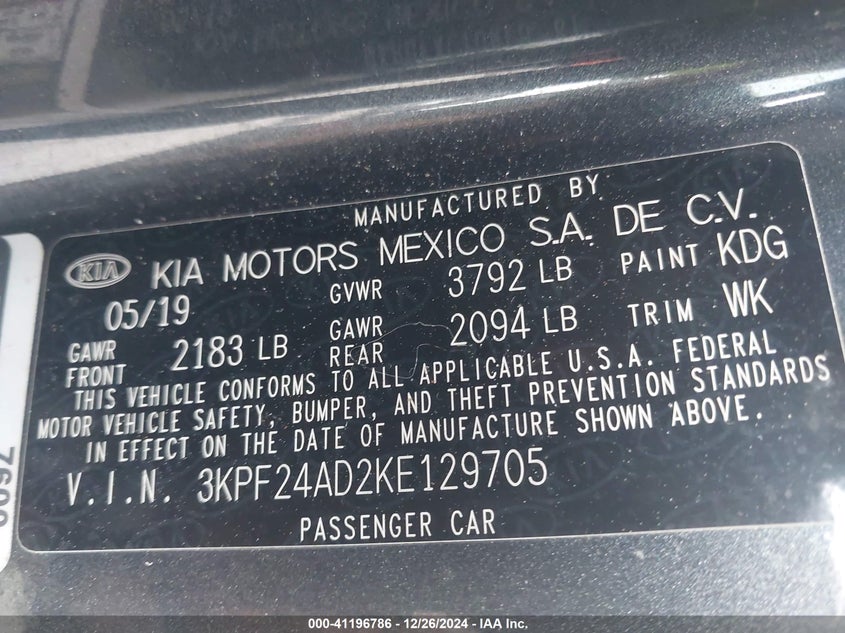 MANUFACTURED BY
KIA KIA MOTORS MEXICO S.A. DE C.V.
05/19 GVWR 3792 LB PAINT KDG
GAWR FRONT 2183 LB GAWR REAR 2094 LB TRIM WK
THIS VEHICLE CONFORMS TO ALL APPLICABLE U.S.A. FEDERAL
MOTOR VEHICLE SAFETY, BUMPER, AND THEFT PREVENTION STANDARDS
IN EFFECT ON THE DATE OF MANUFACTURE SHOWN ABOVE.
V.I.N. 3KPF24AD2KE129705
PASSENGER CAR
000-41196786 - 12/26/2024 - IAA Inc.